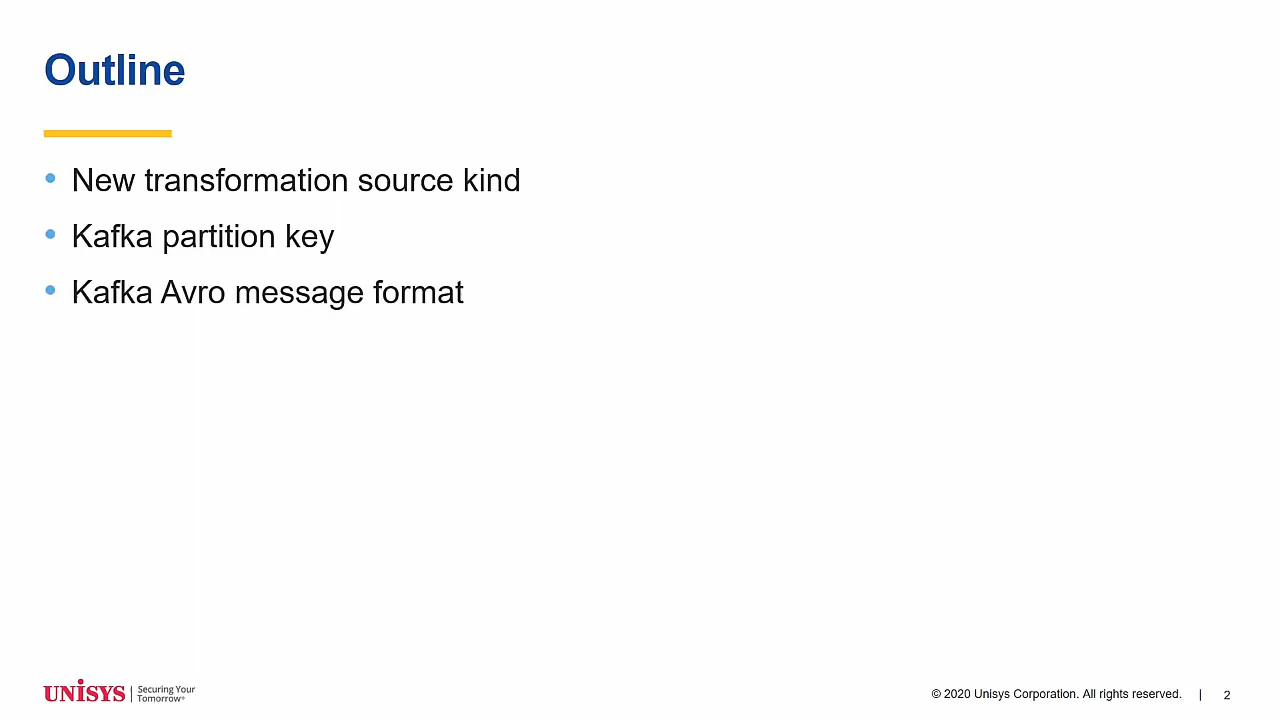 Outline
• New transformation source kind
• Kafka partition key
• Kafka Avro message format
UNISYS | Securing Your
Tomorrow®
© 2020 Unisys Corporation. All rights reserved. | 2